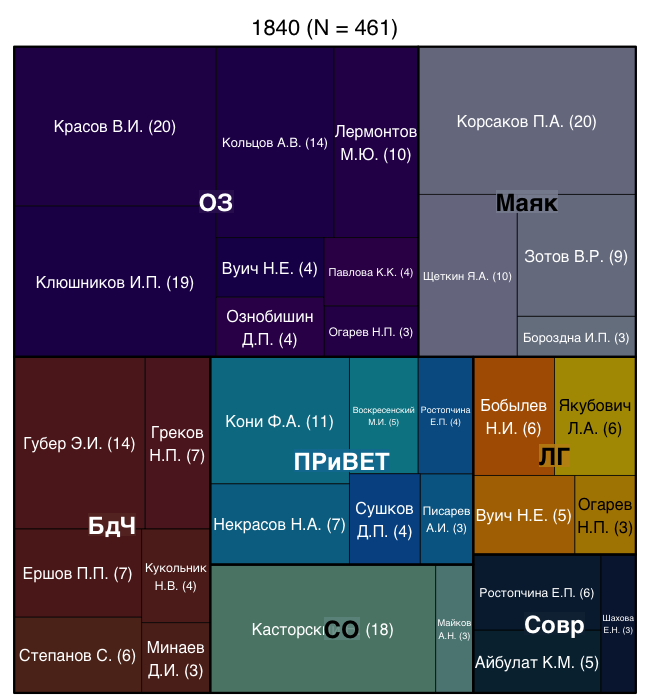 1840 (N = 461)
Красов В.И. (20)
Кольцов А.В. (14)
Лермонтов
М.Ю. (10)
ОЗ
Клюшников И.П. (19)
Вуич Н.Е. (4)
Павлова К.К. (4)
Ознобишин
Д.П. (4)
Огарев Н.П. (3)
Корсаков П.А. (20)
Маяк
Щеткин Я.А. (10)
Зотов В.Р. (9)
Бороздна И.П. (3)
Губер Э.И. (14)
Греков
Н.П. (7)
БдЧ
Ершов П.П. (7)
Кукольник
Н.В. (4)
Степанов С. (6)
Минаев
Д.И. (3)
Кони Ф.А. (11)
Воскресенский
М.И. (5)
Ростопчина
Е.П. (4)
ПРиВЕТ
Некрасов Н.А. (7)
Сушков
Д.П. (4)
Писарев
А.И. (3)
Бобылев
Н.И. (6)
Якубович
Л.А. (6)
ЛГ
Вуич Н.Е. (5)
Огарев
Н.П. (3)
СО
(18)
Майков
А.Н. (3)
Ростопчина Е.П. (6)
Шахова
Е.Н. (3)
Совр
Айбулат К.М. (5)